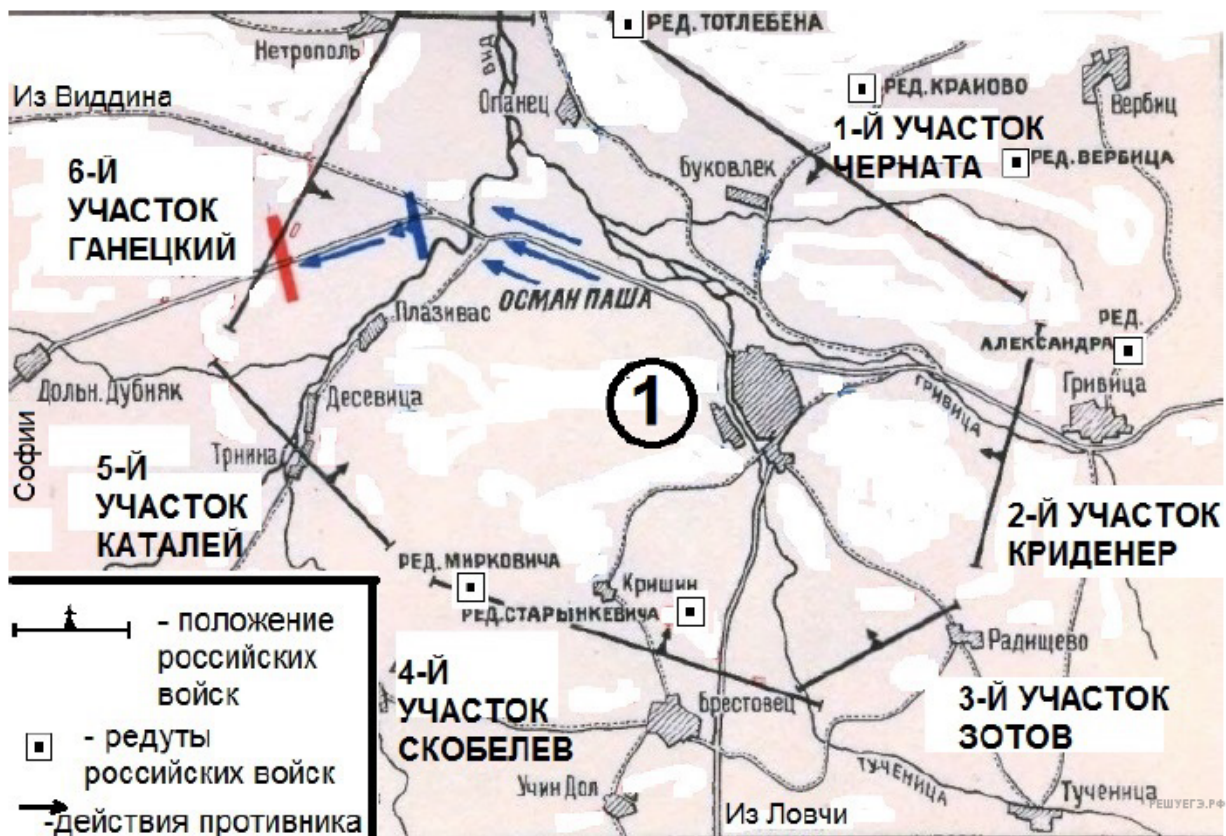 РЕД. ТОТЛЕБЕНА
Нетрополь
ВИД
Из Виддина
Опанец
РЕД. КРАНОВО
Вербиц
1-Й УЧАСТОК
ЧЕРНАТА
РЕД. ВЕРБИЦА
Буковлек
6-Й
УЧАСТОК
ГАНЕЦКИЙ
ОСМАН ПАША
Плазивас
РЕД.
АЛЕКСАНДРА
Дольн. Дубняк
Десевица
1
ГРИВИЦА
Гривица
Софии
Трнина
5-Й
УЧАСТОК
КАТАЛЕЙ
2-Й УЧАСТОК
КРИДЕНЕР
РЕД. МИРКОВИЧА
Кришин
РЕД. СТАРЫНКЕВИЧА
Радищево
- положение
российских
войск
4-Й
УЧАСТОК
СКОБЕЛЕВ
Брестовец
3-Й УЧАСТОК
ЗОТОВ
- редуты
российских войск
Учин Дол
ТУЧЕНИЦА
Тученица
Из Ловчи
-действия противника
РЕШУЕГЭ.РФ